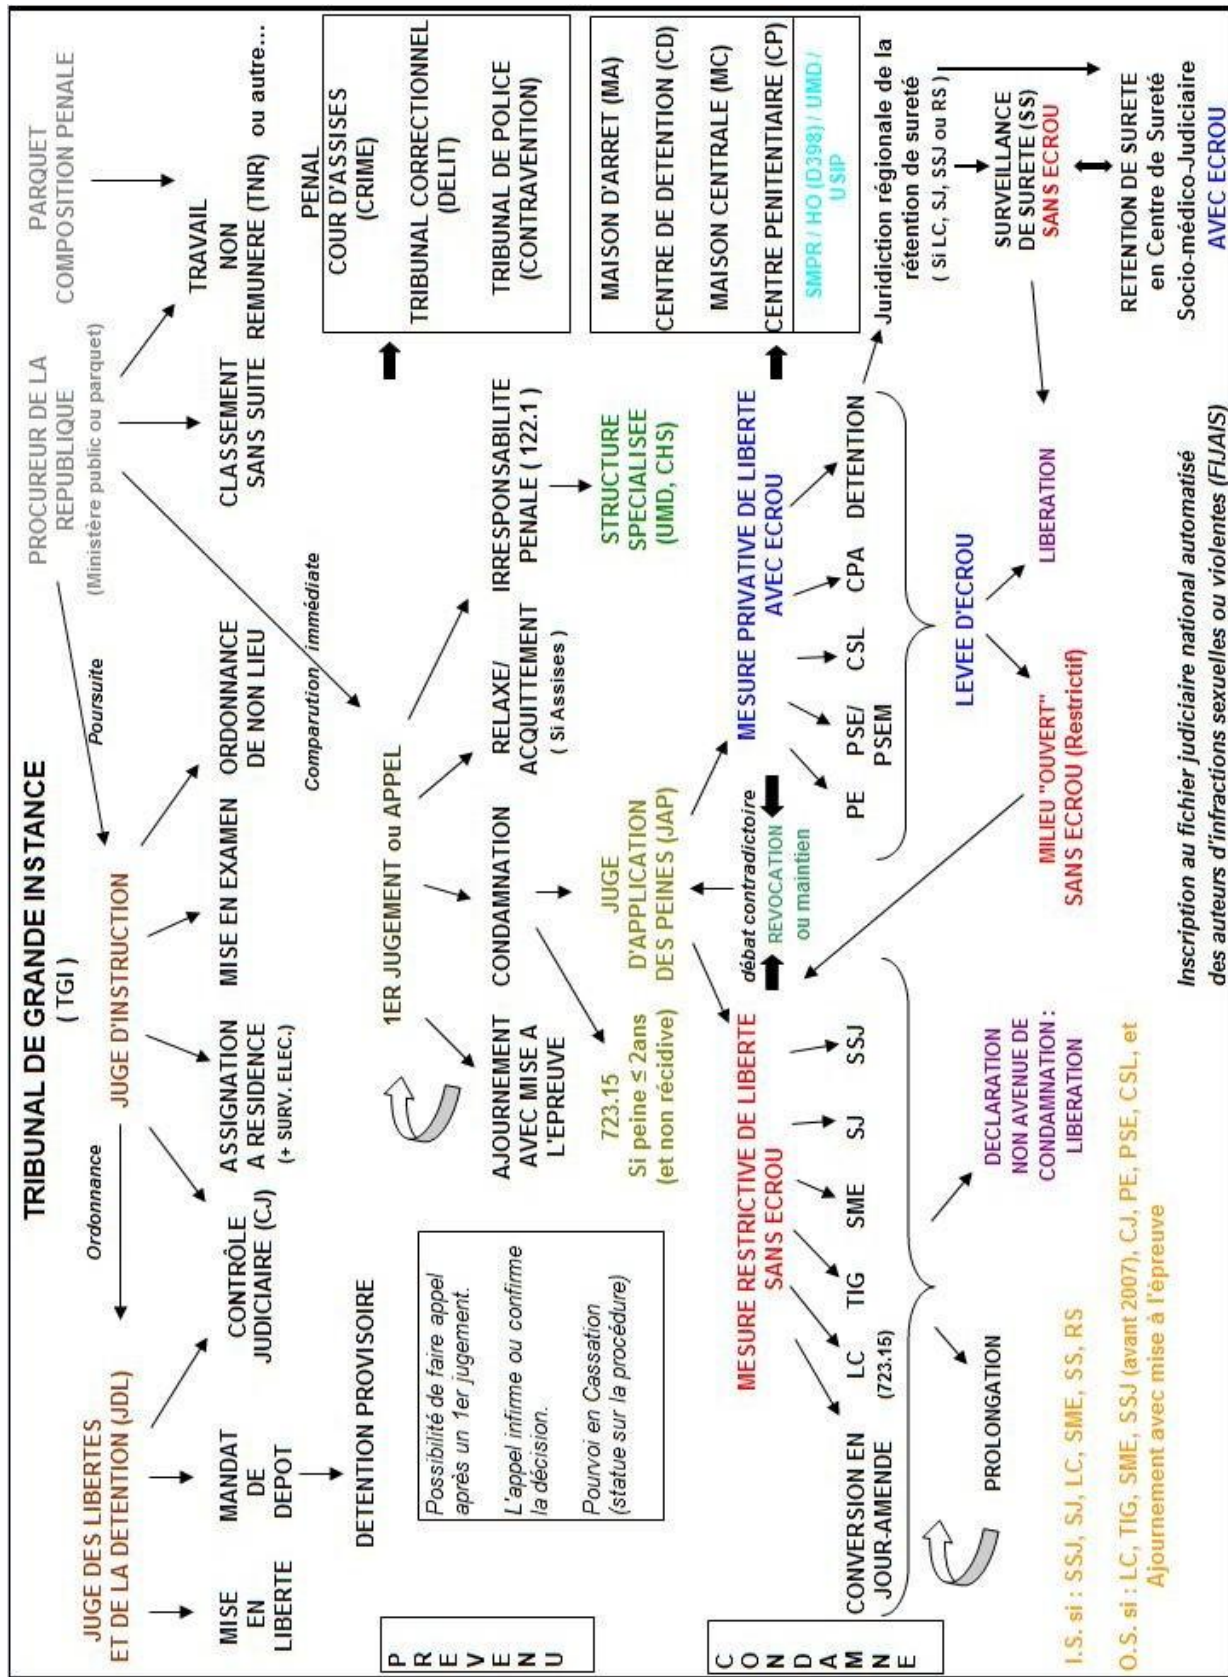 TRIBUNAL DE GRANDE INSTANCE
( TGI )
JUGE DES LIBERTES
ET DE LA DETENTION (JDL)
Ordonnance
JUGE D'INSTRUCTION
Poursuite
PROCUREUR DE LA
REPUBLIQUE
(Ministère public ou parquet)
PARQUET
COMPOSITION PENALE
MISE
EN
LIBERTE
MANDAT
DE
DEPOT
CONTRÔLE
JUDICIAIRE (CJ)
ASSIGNATION
A RESIDENCE
(+ SURV. ELEC.)
MISE EN EXAMEN
ORDONNANCE
DE NON LIEU
CLASSEMENT
SANS SUITE
TRAVAIL
NON
REMUNERE (TNR)
ou autre...
DETENTION PROVISOIRE
Comparution immédiate
PREVENU
Possibilité de faire appel
après un 1er jugement.
L'appel infirme ou confirme
la décision.
Pourvoi en Cassation
(statue sur la procédure)
1ER JUGEMENT ou APPEL
PENAL
COUR D'ASSISES
(CRIME)
TRIBUNAL CORRECTIONNEL
(DELIT)
TRIBUNAL DE POLICE
(CONTRAVENTION)
AJOURNEMENT
AVEC MISE A
L'EPREUVE
CONDAMNATION
RELAXE/
ACQUITTEMENT
( Si Assises )
IRRESPONSABILITE
PENALE ( 122.1 )
723.15
Si peine ≤ 2ans
(et non récidive)
JUGE
D'APPLICATION
DES PEINES (JAP)
STRUCTURE
SPECIALISEE
(UMD, CHS)
CONDAMNE
MESURE RESTRICTIVE DE LIBERTE
SANS ECROU
débat contradictoire
REVOCATION
ou maintien
MESURE PRIVATIVE DE LIBERTE
AVEC ECROU
MAISON D'ARRET (MA)
CENTRE DE DETENTION (CD)
MAISON CENTRALE (MC)
CENTRE PENITENTIAIRE (CP)
SMPR / HO (D398) / UMD /
USIP
CONVERSION EN
JOUR-AMENDE
LC
(723.15)
TIG
SME
SJ
SSJ
PE
PSE/
PSEM
CSL
CPA
DETENTION
Juridiction régionale de la
rétention de sureté
( Si LC, SJ, SSJ ou RS )
LEVEE D'ECROU
PROLONGATION
DECLARATION
NON AVENUE DE
CONDAMNATION :
LIBERATION
MILIEU "OUVERT"
SANS ECROU (Restrictif)
LIBERATION
SURVEILLANCE
DE SURETE (SS)
SANS ECROU
RETENTION DE SURETE
en Centre de Sureté
Socio-médico-Judiciaire
AVEC ECROU
I.S. si : SSJ, SJ, LC, SME, SS, RS
O.S. si : LC, TIG, SME, SSJ (avant 2007), CJ, PE, PSE, CSL, et
Ajournement avec mise à l'épreuve
Inscription au fichier judiciaire national automatisé
des auteurs d'infractions sexuelles ou violentes (FIJAIS)